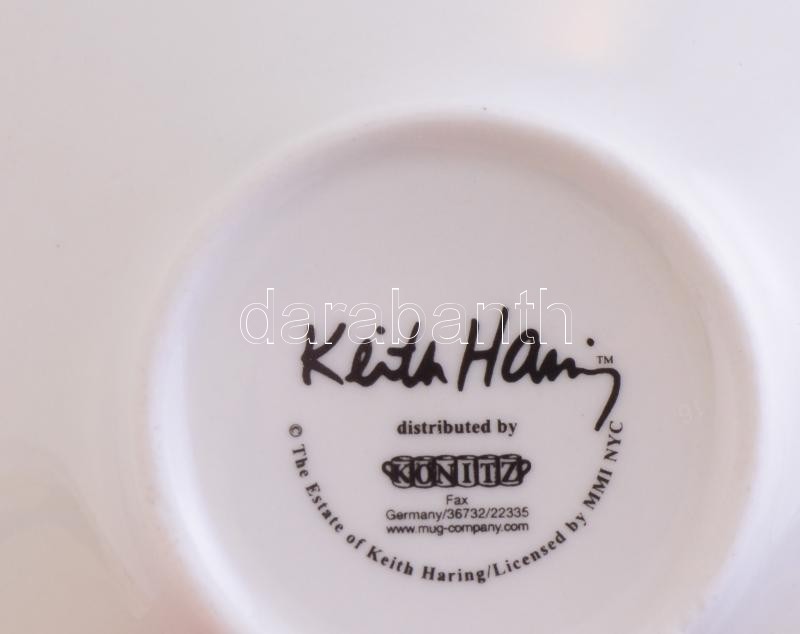 darabanth
Keith Haring™
distributed by
KÖNITZ
Fax
Germany/36732/22335
www.mug-company.com
© The Estate of Keith Haring/Licensed by MMI NYC